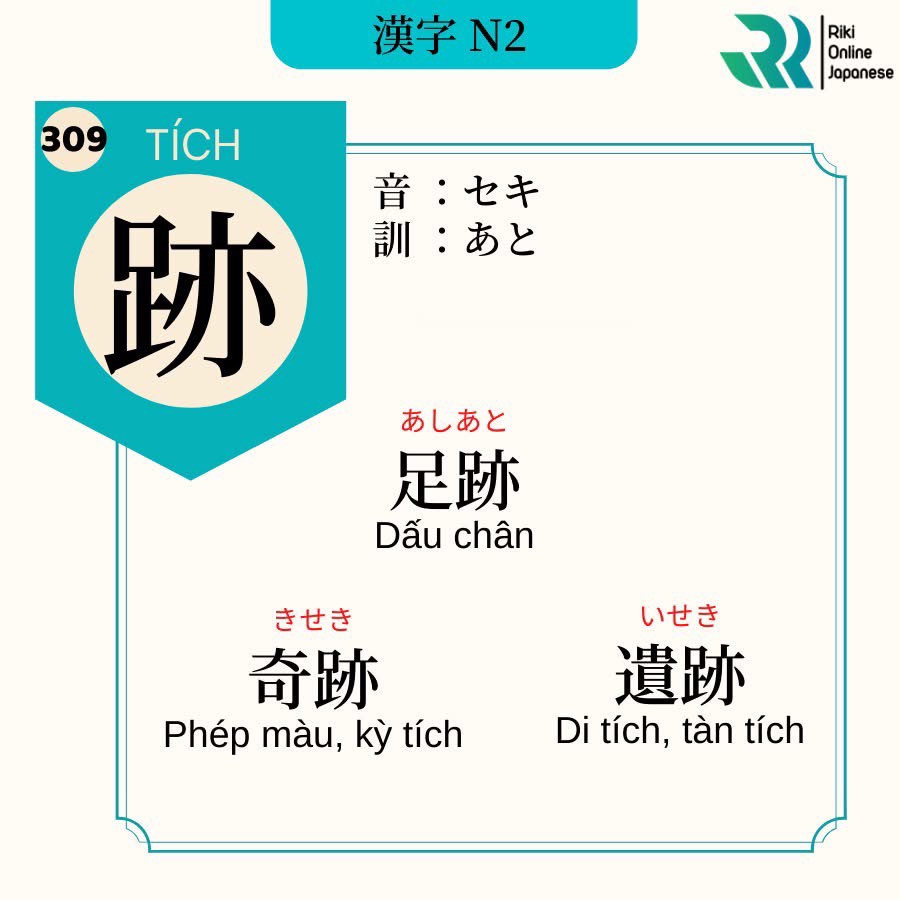 漢字 N2
Riki
Online
Japanese
309
TÍCH
跡
音 ：セキ
訓 ：あと
あしあと
足跡
Dấu chân
きせき
奇跡
Phép màu, kỳ tích
いせき
遺跡
Di tích, tàn tích